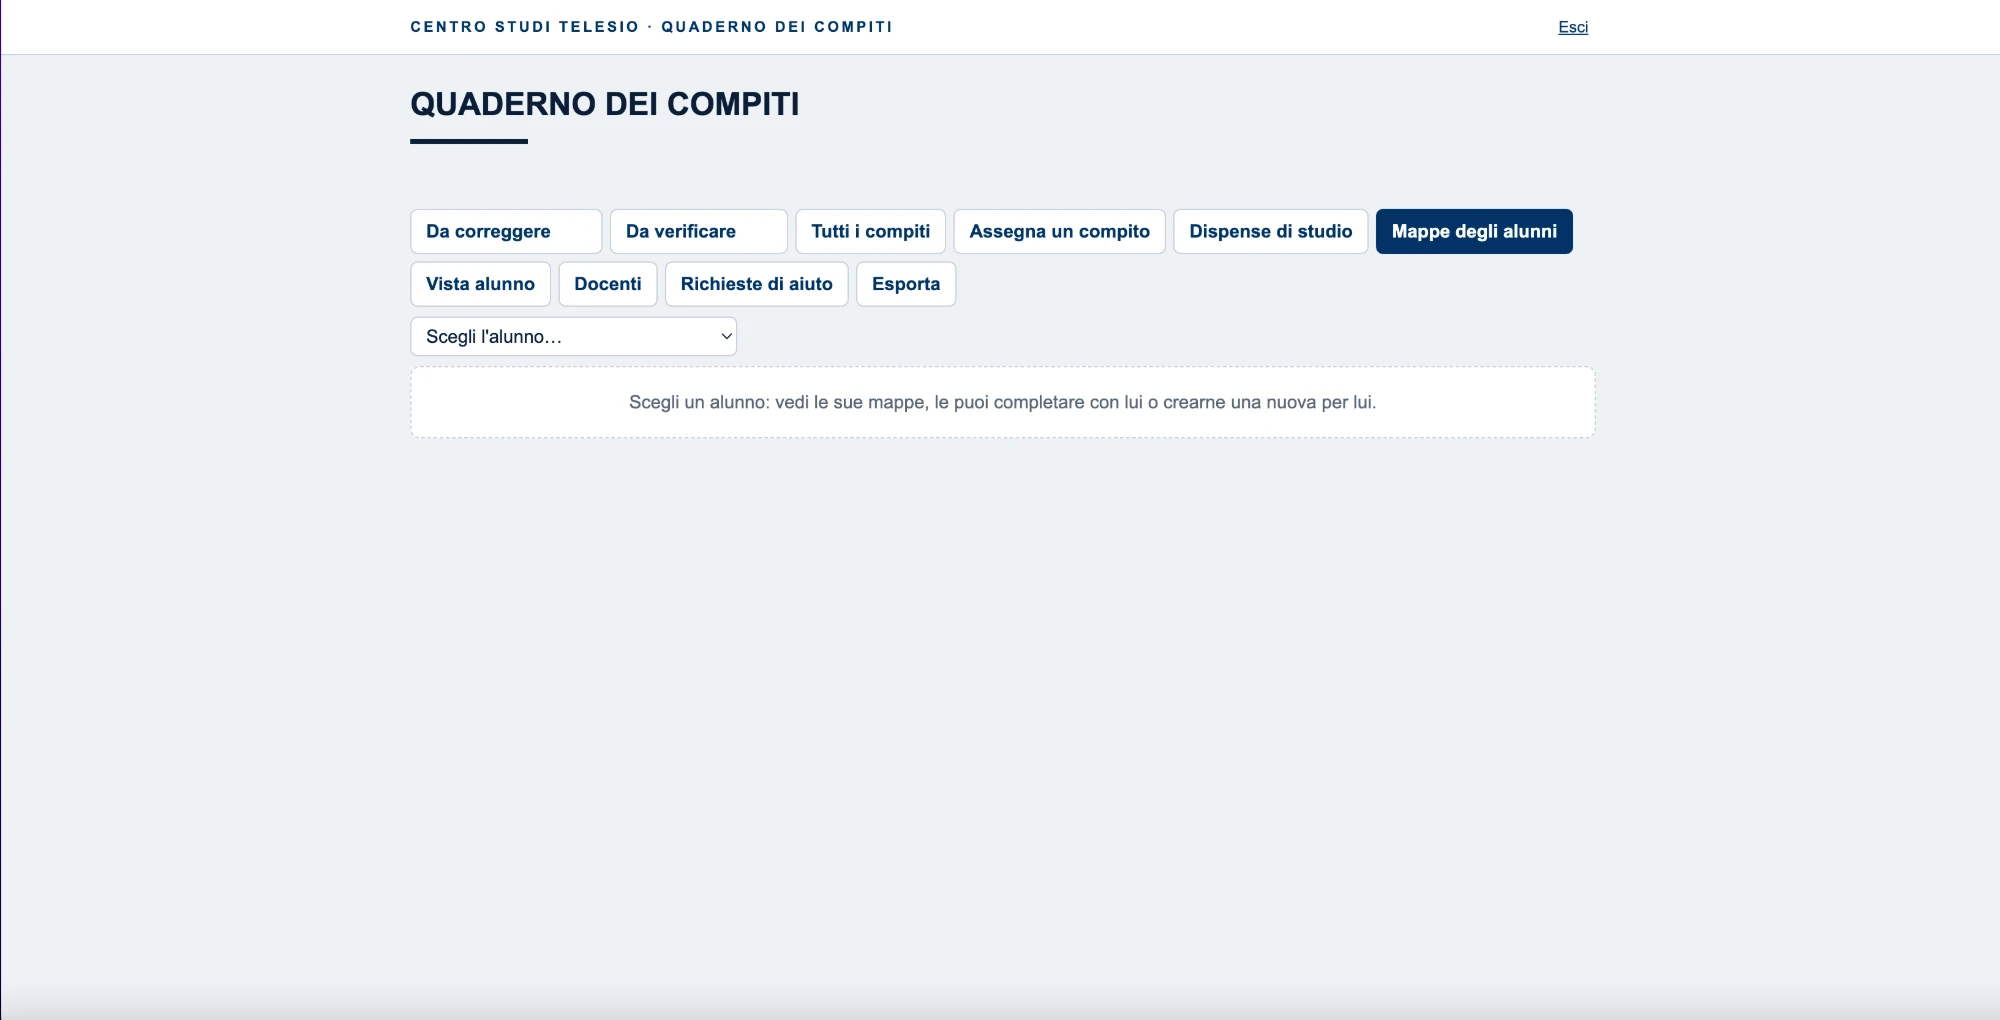 CENTRO STUDI TELESIO · QUADERNO DEI COMPITI
Esci
QUADERNO DEI COMPITI
Da correggere
Da verificare
Tutti i compiti
Assegna un compito
Dispense di studio
Mappe degli alunni
Vista alunno
Docenti
Richieste di aiuto
Esporta
Scegli l'alunno…
Scegli un alunno: vedi le sue mappe, le puoi completare con lui o crearne una nuova per lui.